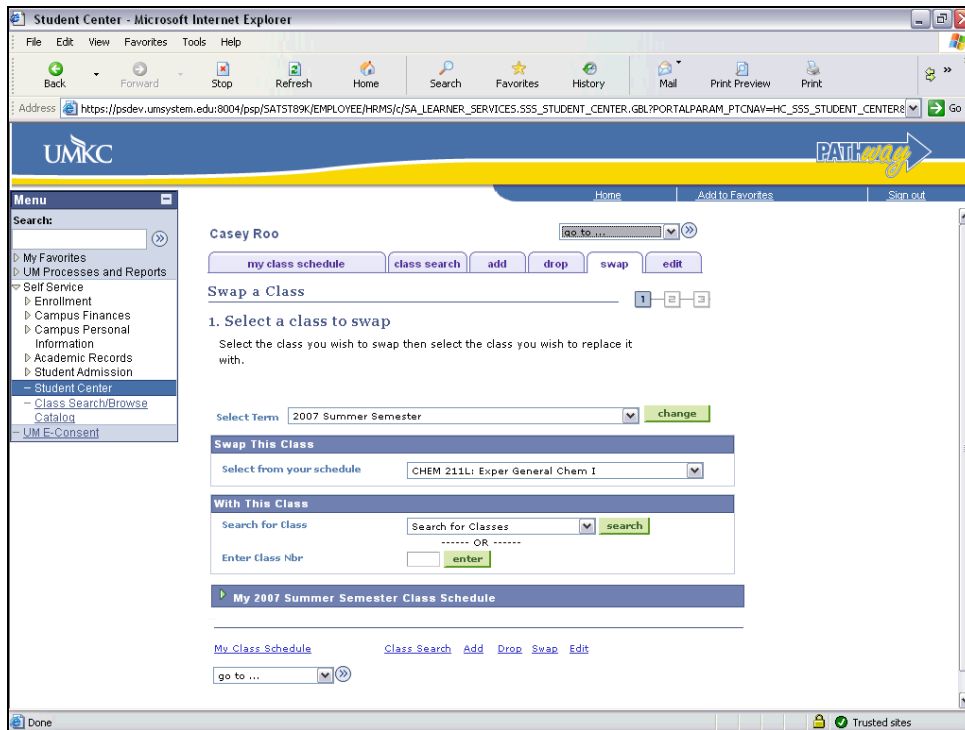 Student Center - Microsoft Internet Explorer
File Edit View Favorites Tools Help
Back Forward Stop Refresh Home Search Favorites History Mail Print Preview Print »
Address https://psdev.umsystem.edu:8004/psp/SATST89K/EMPLOYEE/HRMS/c/SA_LEARNER_SERVICES.SSS_STUDENT_CENTER.GBL?PORTALPARAM_PTCNAV=HC_SSS_STUDENT_CENTER& Go
UMKC PATHway
Home Add to Favorites Sign out
Menu
Search:
My Favorites
UM Processes and Reports
Self Service
Enrollment
Campus Finances
Campus Personal
Information
Academic Records
Student Admission
– Student Center
– Class Search/Browse
Catalog
– UM E-Consent
Casey Roo go to ...
my class schedule class search add drop swap edit
Swap a Class 1 2 3
1. Select a class to swap
Select the class you wish to swap then select the class you wish to replace it
with.
Select Term 2007 Summer Semester change
Swap This Class
Select from your schedule CHEM 211L: Exper General Chem I
With This Class
Search for Class Search for Classes search
------ OR ------
Enter Class Nbr enter
My 2007 Summer Semester Class Schedule
My Class Schedule Class Search Add Drop Swap Edit
go to ...
Done Trusted sites